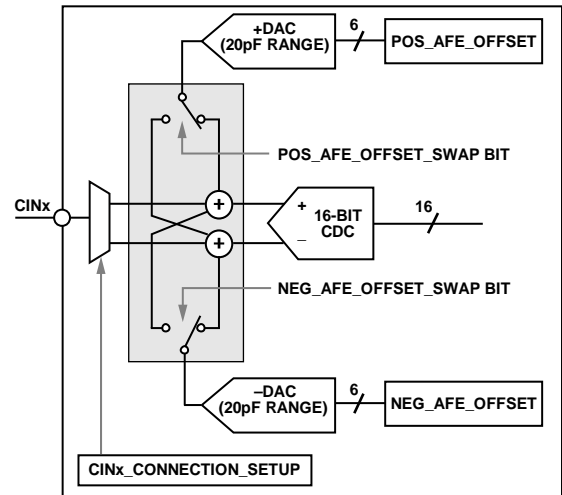 +DAC
(20pF RANGE)
6
POS_AFE_OFFSET
POS_AFE_OFFSET_SWAP BIT
CINx
+
+
16-BIT
CDC
16
+
_
NEG_AFE_OFFSET_SWAP BIT
–DAC
(20pF RANGE)
6
NEG_AFE_OFFSET
CINx_CONNECTION_SETUP